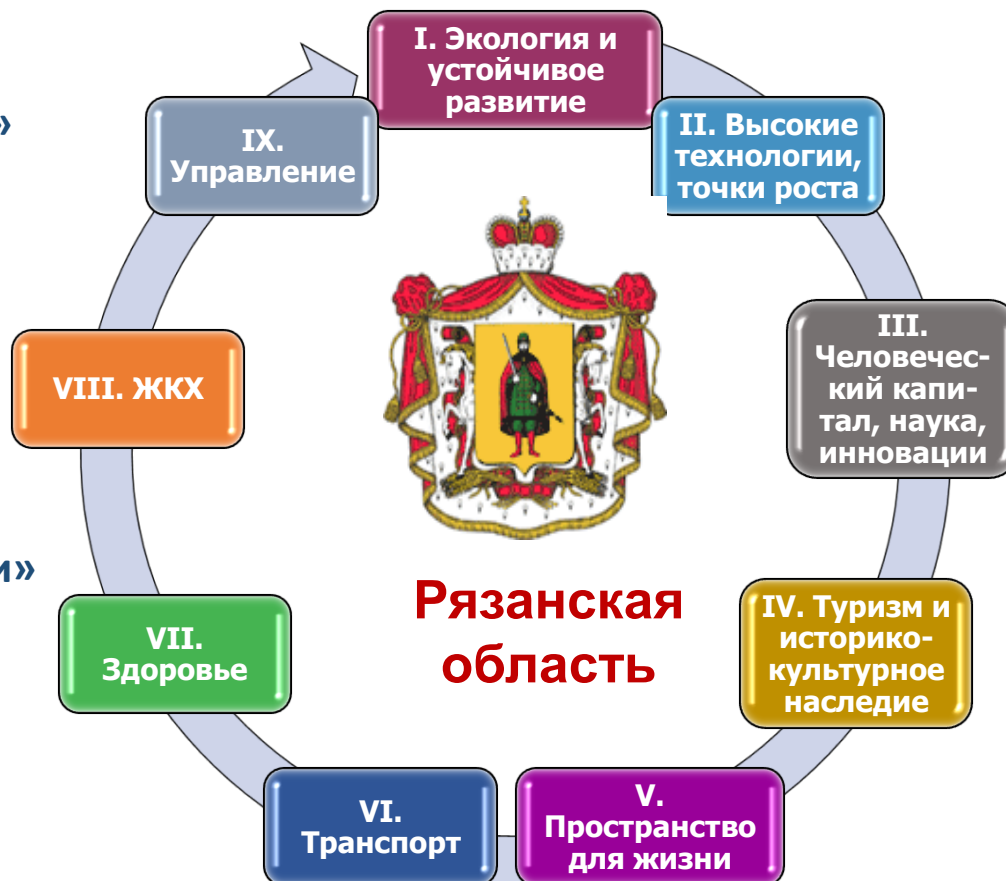 I. Экология и
устойчивое
развитие
II. Высокие
технологии,
точки роста
III.
Человечес-
кий капи-
тал, наука,
инновации
IV. Туризм и
историко-
культурное
наследие
V.
Пространство
для жизни
VI.
Транспорт
VII.
Здоровье
VIII. ЖКХ
IX.
Управление
Рязанская
область
»
и»